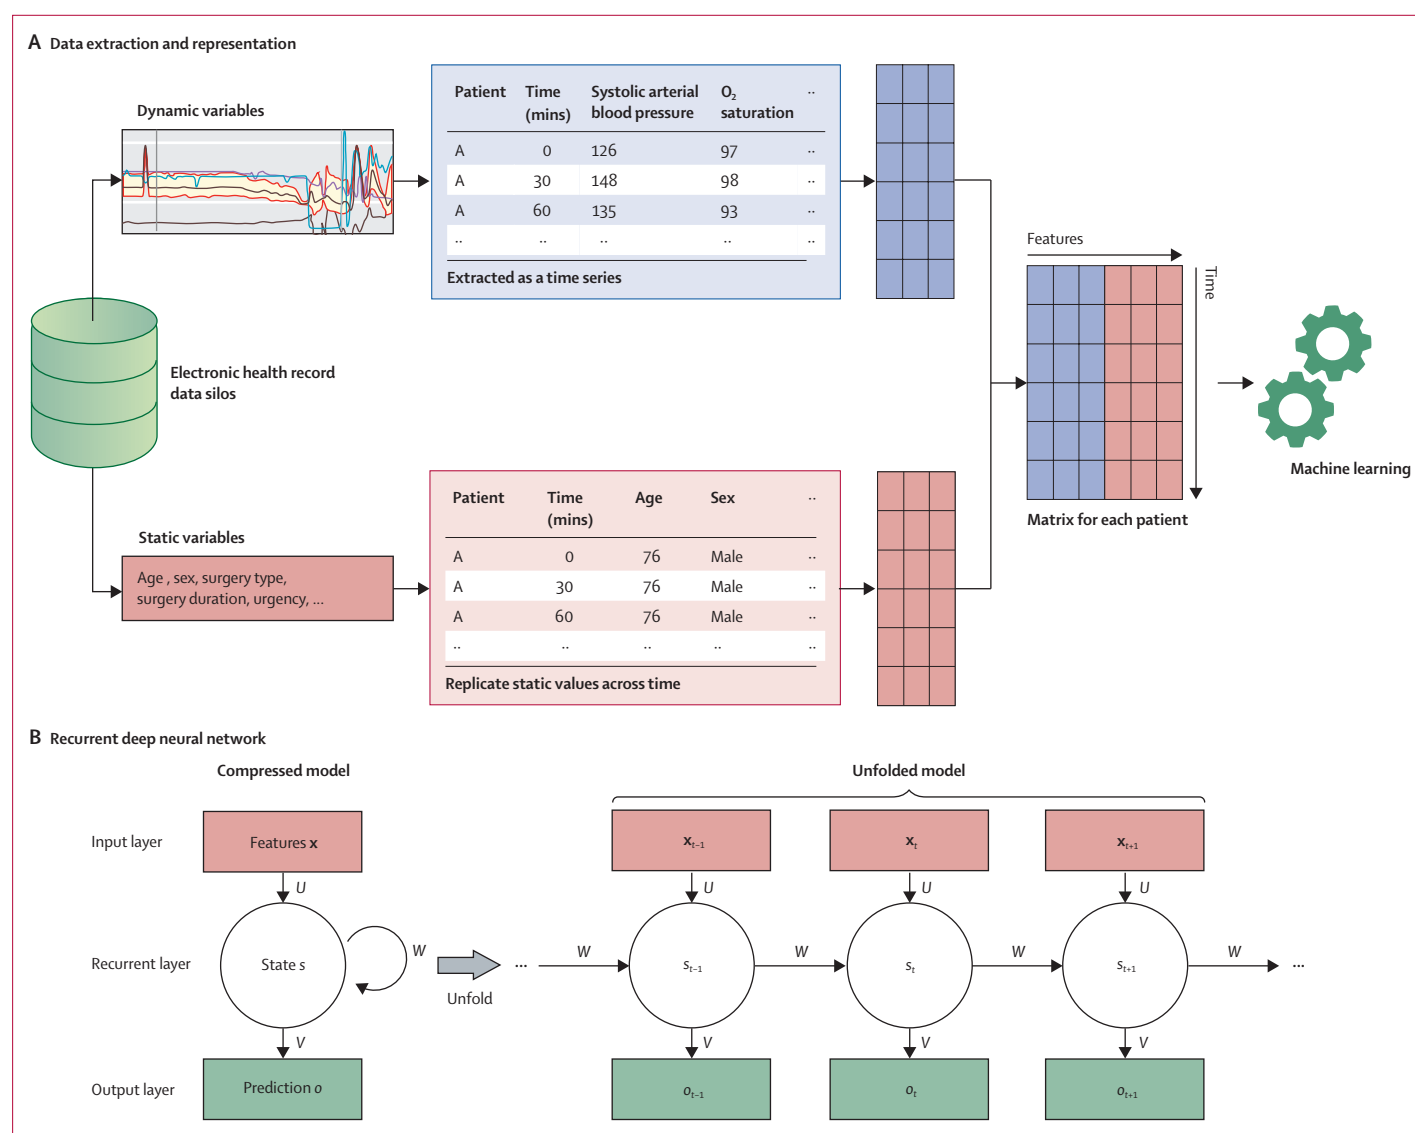 A Data extraction and representation
Dynamic variables
Patient Time Systolic arterial O₂ ..
(mins) blood pressure saturation
A 0 126 97 ..
A 30 148 98 ..
A 60 135 93 ..
.. .. .. .. ..
Extracted as a time series
Features
Time
Electronic health record
data silos
Machine learning
Matrix for each patient
Static variables
Age , sex, surgery type,
surgery duration, urgency, ...
Patient Time Age Sex ..
(mins)
A 0 76 Male ..
A 30 76 Male ..
A 60 76 Male ..
.. .. .. .. ..
Replicate static values across time
B Recurrent deep neural network
Compressed model Unfolded model
Input layer Features x xₜ₋₁ xₜ xₜ₊₁
U U U U
Recurrent layer State s W Unfold ... W sₜ₋₁ W sₜ W sₜ₊₁ W ...
V V V V
Output layer Prediction o oₜ₋₁ oₜ oₜ₊₁